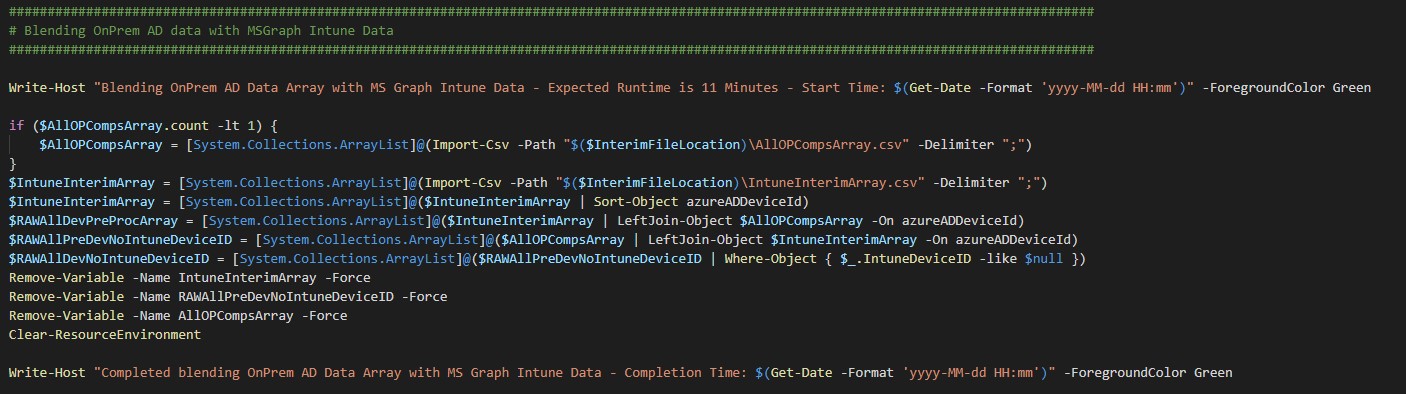 #############################################################################################################################################
# Blending OnPrem AD data with MSGraph Intune Data
#############################################################################################################################################
Write-Host "Blending OnPrem AD Data Array with MS Graph Intune Data - Expected Runtime is 11 Minutes - Start Time: $(Get-Date -Format 'yyyy-MM-dd HH:mm')" -ForegroundColor Green
if ($AllOPCompsArray.count -lt 1) {
    $AllOPCompsArray = [System.Collections.ArrayList]@(Import-Csv -Path "$($InterimFileLocation)\AllOPCompsArray.csv" -Delimiter ";")
}
$IntuneInterimArray = [System.Collections.ArrayList]@(Import-Csv -Path "$($InterimFileLocation)\IntuneInterimArray.csv" -Delimiter ";")
$IntuneInterimArray = [System.Collections.ArrayList]@($IntuneInterimArray | Sort-Object azureADDeviceId)
$RAWAllDevPreProcArray = [System.Collections.ArrayList]@($IntuneInterimArray | LeftJoin-Object $AllOPCompsArray -On azureADDeviceId)
$RAWAllPreDevNoIntuneDeviceID = [System.Collections.ArrayList]@($AllOPCompsArray | LeftJoin-Object $IntuneInterimArray -On azureADDeviceId)
$RAWAllDevNoIntuneDeviceID = [System.Collections.ArrayList]@($RAWAllPreDevNoIntuneDeviceID | Where-Object { $_.IntuneDeviceID -like $null })
Remove-Variable -Name IntuneInterimArray -Force
Remove-Variable -Name RAWAllPreDevNoIntuneDeviceID -Force
Remove-Variable -Name AllOPCompsArray -Force
Clear-ResourceEnvironment
Write-Host "Completed blending OnPrem AD Data Array with MS Graph Intune Data - Completion Time: $(Get-Date -Format 'yyyy-MM-dd HH:mm')" -ForegroundColor Green